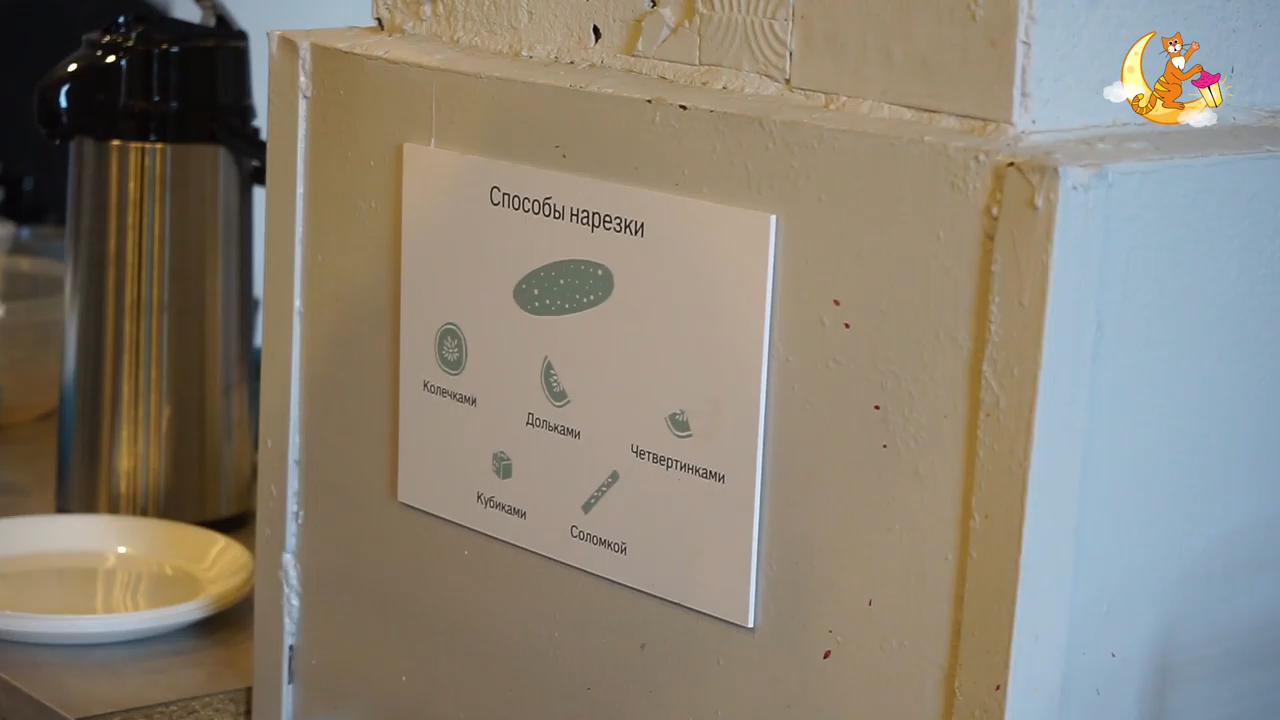 Способы нарезки
Колечками
Дольками
Четвертинками
Кубиками
Соломкой